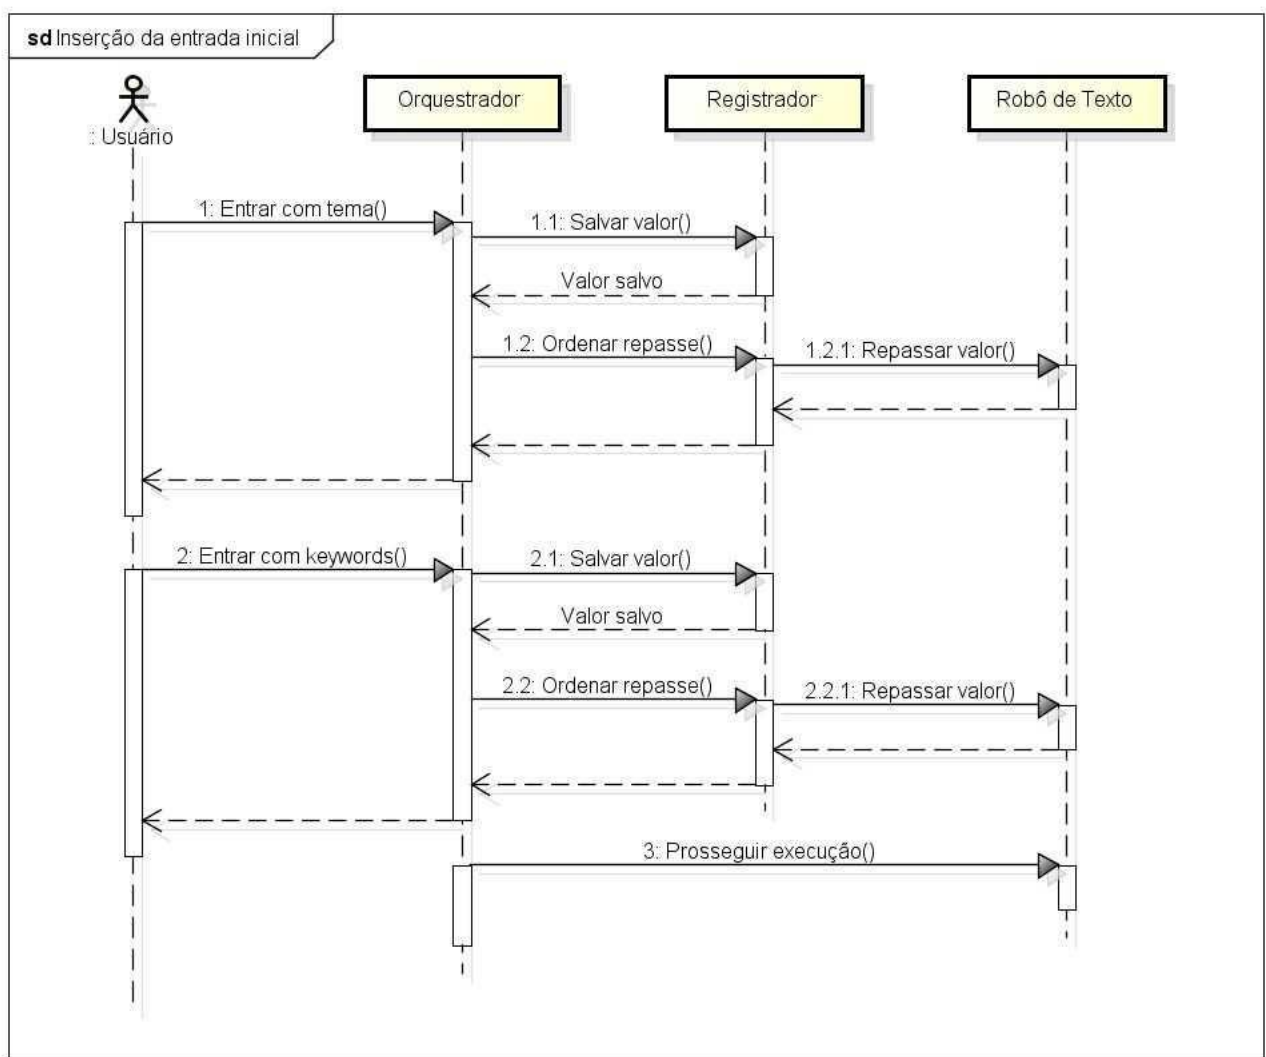 sd Inserção da entrada inicial
: Usuário
Orquestrador
Registrador
Robô de Texto
1: Entrar com tema()
1.1: Salvar valor()
Valor salvo
1.2: Ordenar repasse()
1.2.1: Repassar valor()
2: Entrar com keywords()
2.1: Salvar valor()
Valor salvo
2.2: Ordenar repasse()
2.2.1: Repassar valor()
3: Prosseguir execução()